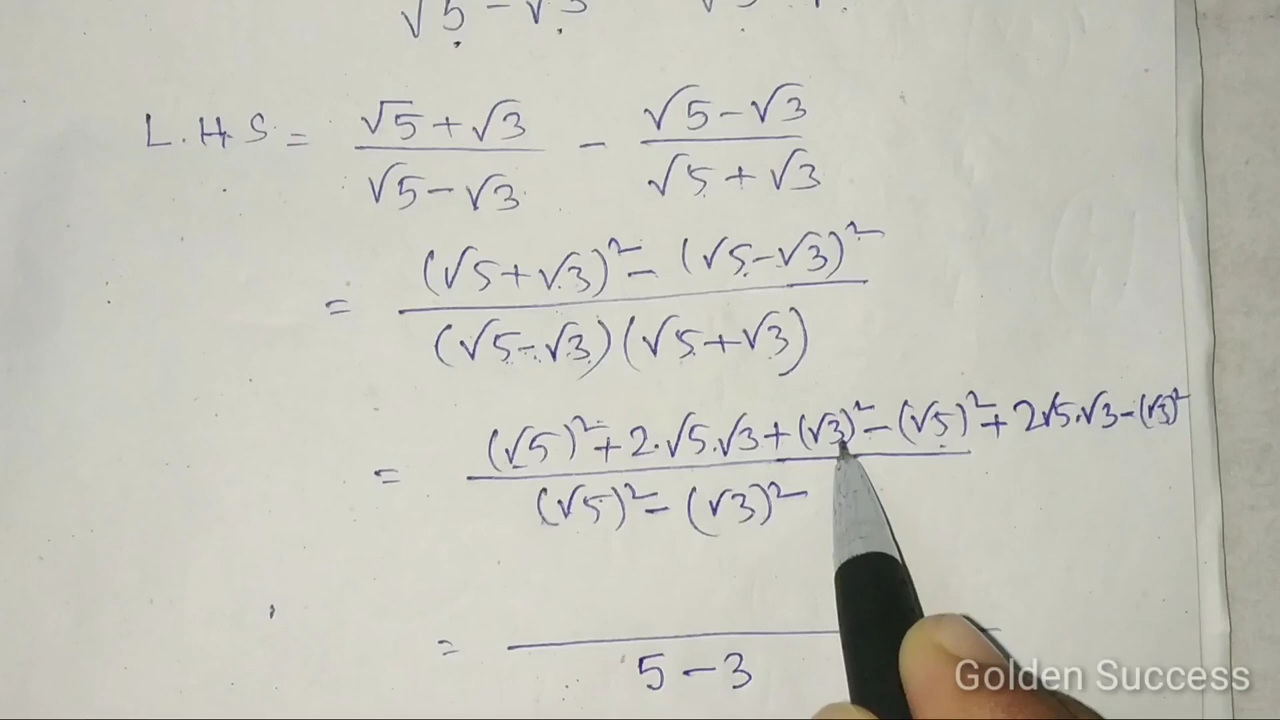 √5 - √3
L.H.S. = (√5 + √3)/(√5 - √3) - (√5 - √3)/(√5 + √3)
= ((√5 + √3)² - (√5 - √3)²)/((√5 - √3)(√5 + √3))
= ((√5)² + 2·√5·√3 + (√3)² - (√5)² + 2√5·√3 - (√3)²)/((√5)² - (√3)²)
= /(5 - 3)
Golden Success